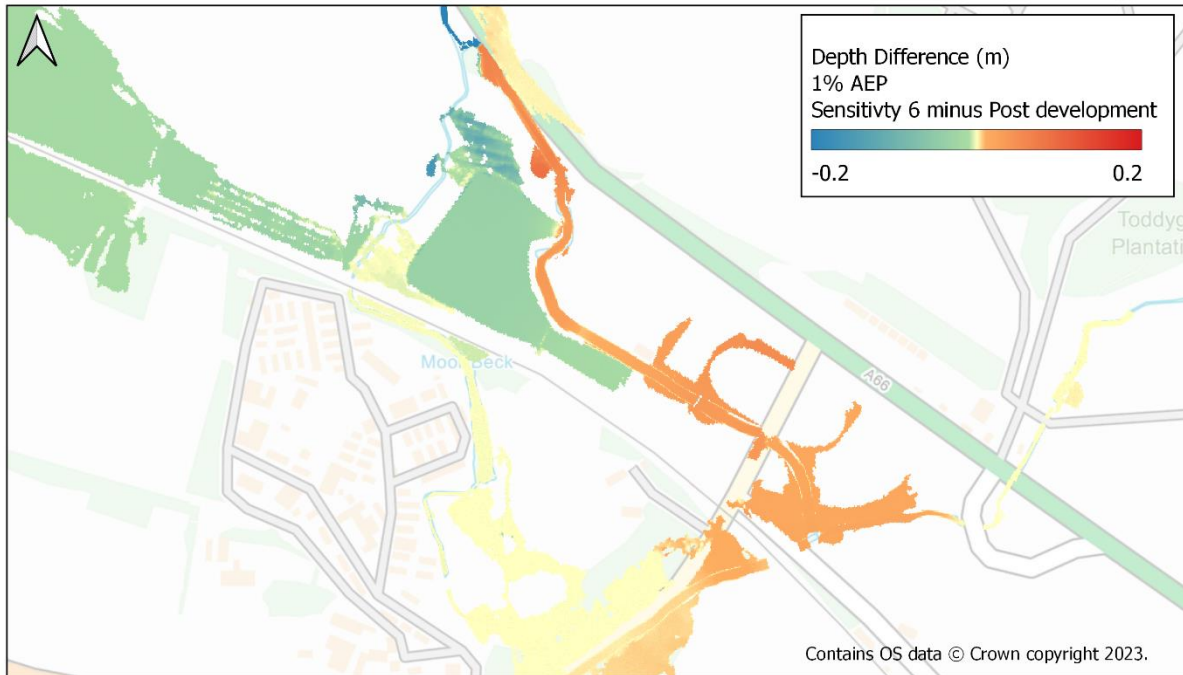 Depth Difference (m)
1% AEP
Sensitivty 6 minus Post development
-0.2 0.2
Toddyg
Plantati
Moor Beck
A66
Contains OS data © Crown copyright 2023.